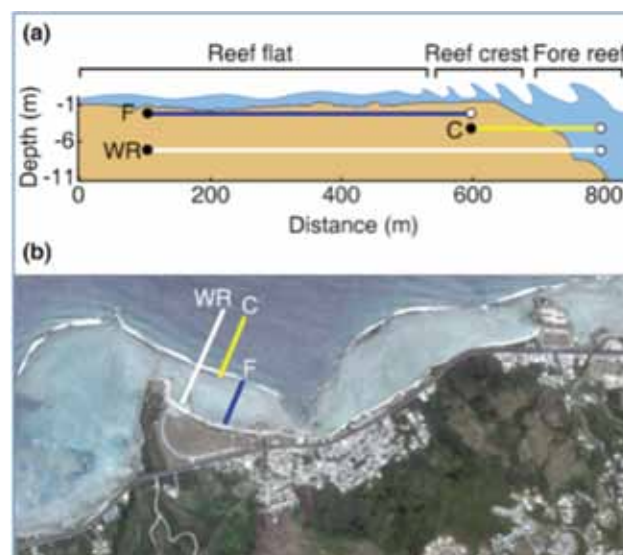 (a)
Reef flat Reef crest Fore reef
Depth (m)
-1
-6
-11
F
C
WR
0 200 400 600 800
Distance (m)
(b)
WR
C
F